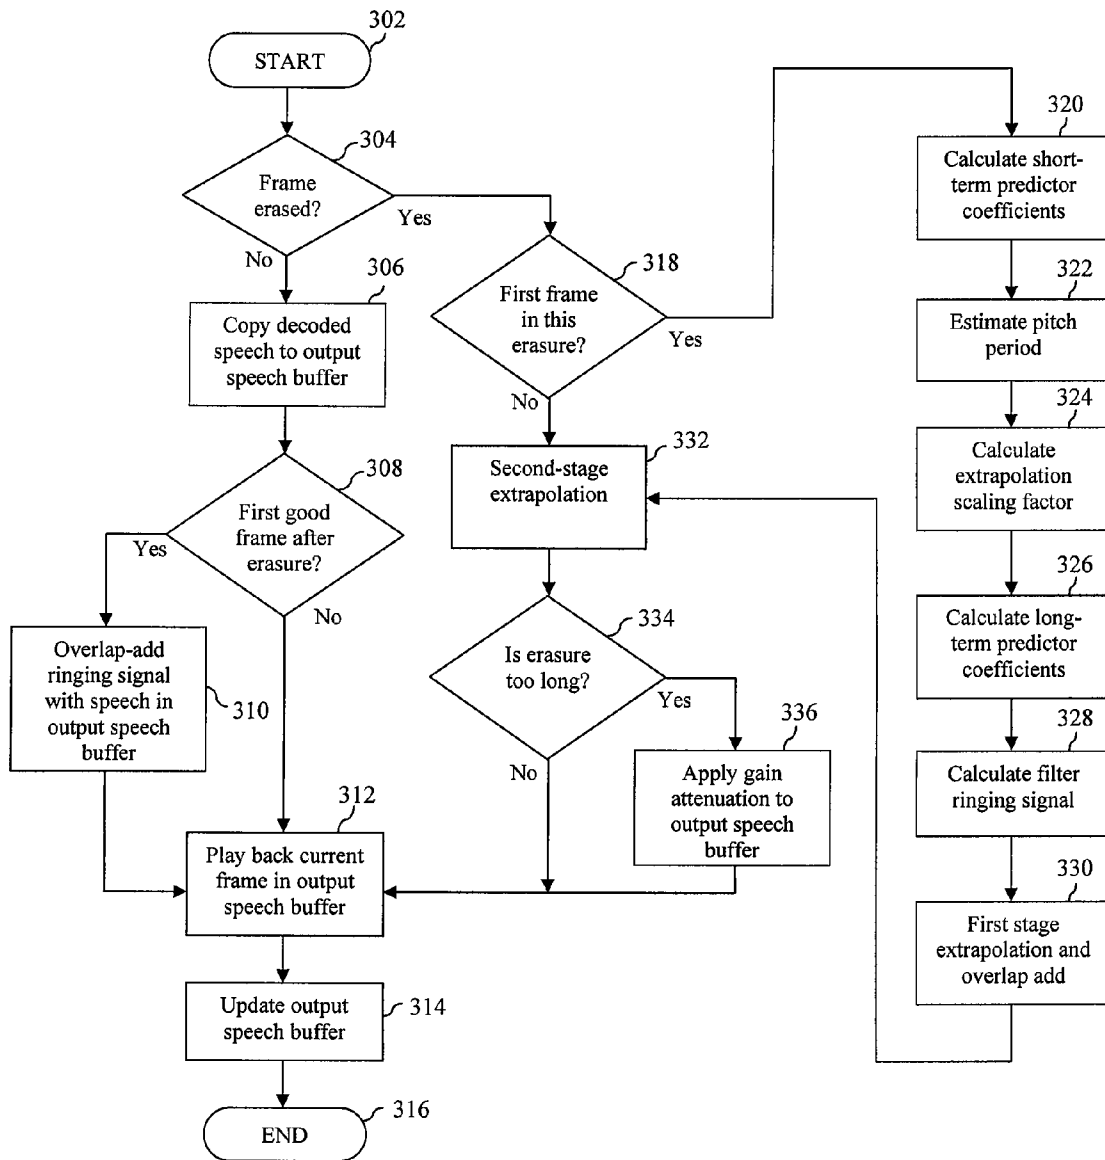 302
START
304
Frame
erased?
Yes
No
306
Copy decoded
speech to output
speech buffer
308
First good
frame after
erasure?
Yes
No
Overlap-add
ringing signal
with speech in
output speech
buffer
310
312
Play back current
frame in output
speech buffer
Update output
speech buffer
314
316
END
318
First frame
in this
erasure?
Yes
No
332
Second-stage
extrapolation
334
Is erasure
too long?
Yes
No
336
Apply gain
attenuation to
output speech
buffer
320
Calculate short-
term predictor
coefficients
322
Estimate pitch
period
324
Calculate
extrapolation
scaling factor
326
Calculate long-
term predictor
coefficients
328
Calculate filter
ringing signal
330
First stage
extrapolation and
overlap add